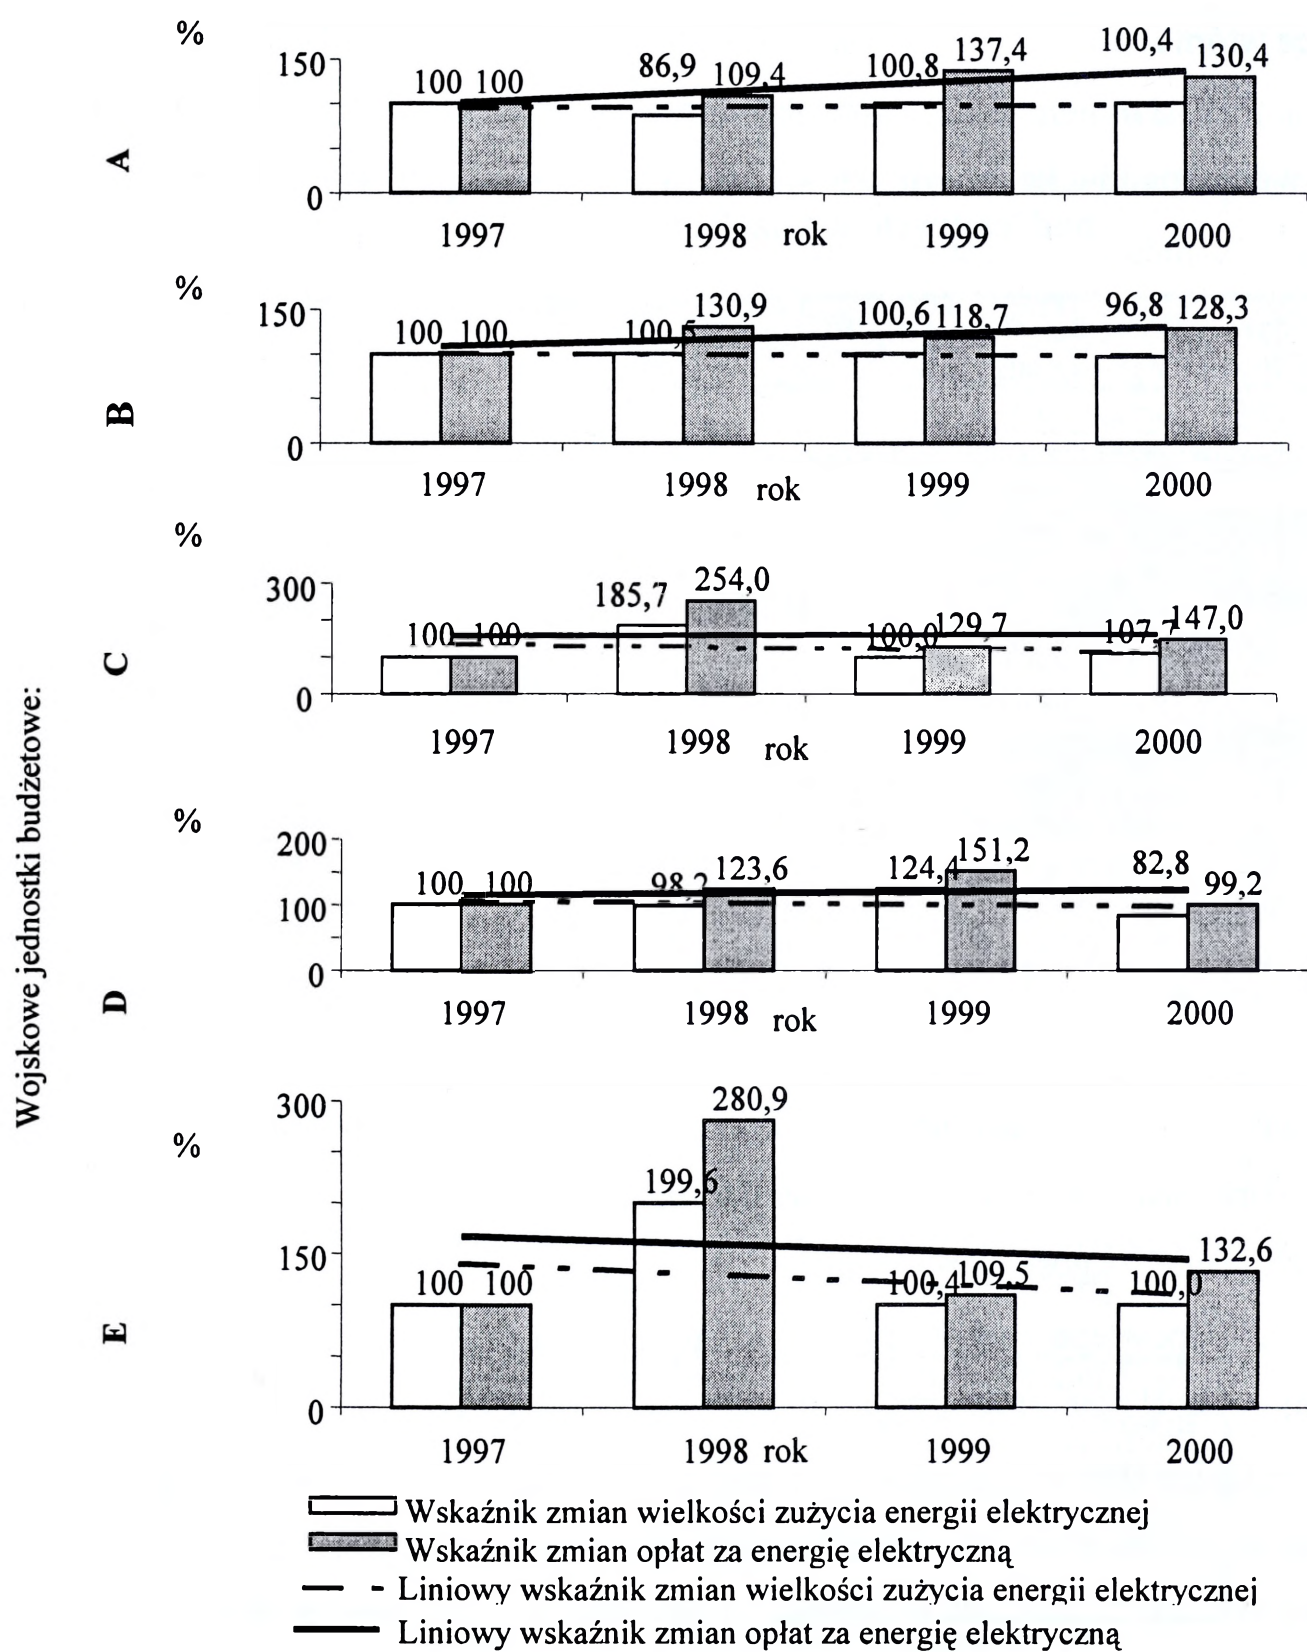 Wojskowe jednostki budżetowe:
A
%
150
0
100 100 86,9 109,4 100,8 137,4 100,4 130,4
1997 1998 rok 1999 2000
B
%
150
0
100 100 100,5 130,9 100,6 118,7 96,8 128,3
1997 1998 rok 1999 2000
C
%
300
0
100 100 185,7 254,0 100,0 129,7 107,7 147,0
1997 1998 rok 1999 2000
D
%
200
100
0
100 100 98,2 123,6 124,4 151,2 82,8 99,2
1997 1998 rok 1999 2000
E
%
300
150
0
100 100 199,6 280,9 100,4 109,5 100,0 132,6
1997 1998 rok 1999 2000
Wskaźnik zmian wielkości zużycia energii elektrycznej
Wskaźnik zmian opłat za energię elektryczną
Liniowy wskaźnik zmian wielkości zużycia energii elektrycznej
Liniowy wskaźnik zmian opłat za energię elektryczną